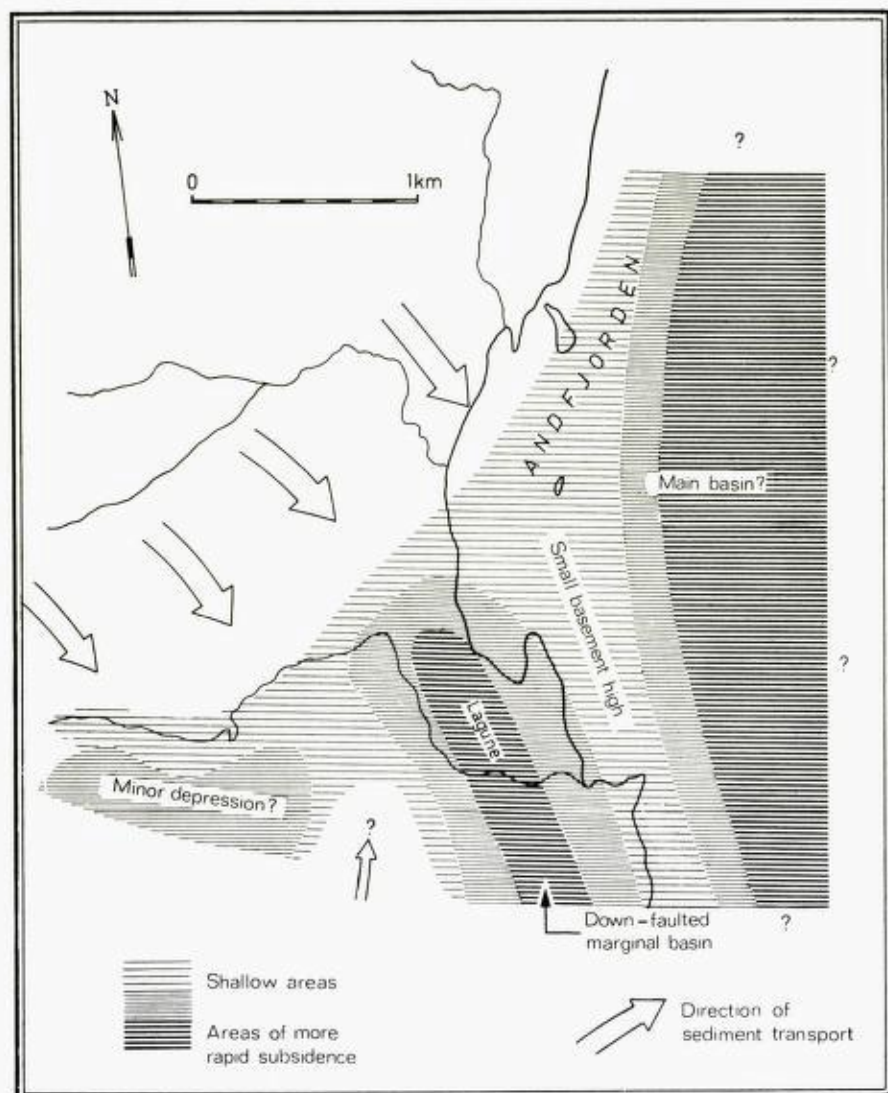 N
0 1km
?
ANDFJORDEN
?
Main basin?
Small basement high
?
Lagune
Minor depression?
?
?
Down-faulted
marginal basin
Shallow areas
Areas of more
rapid subsidence
Direction of
sediment transport